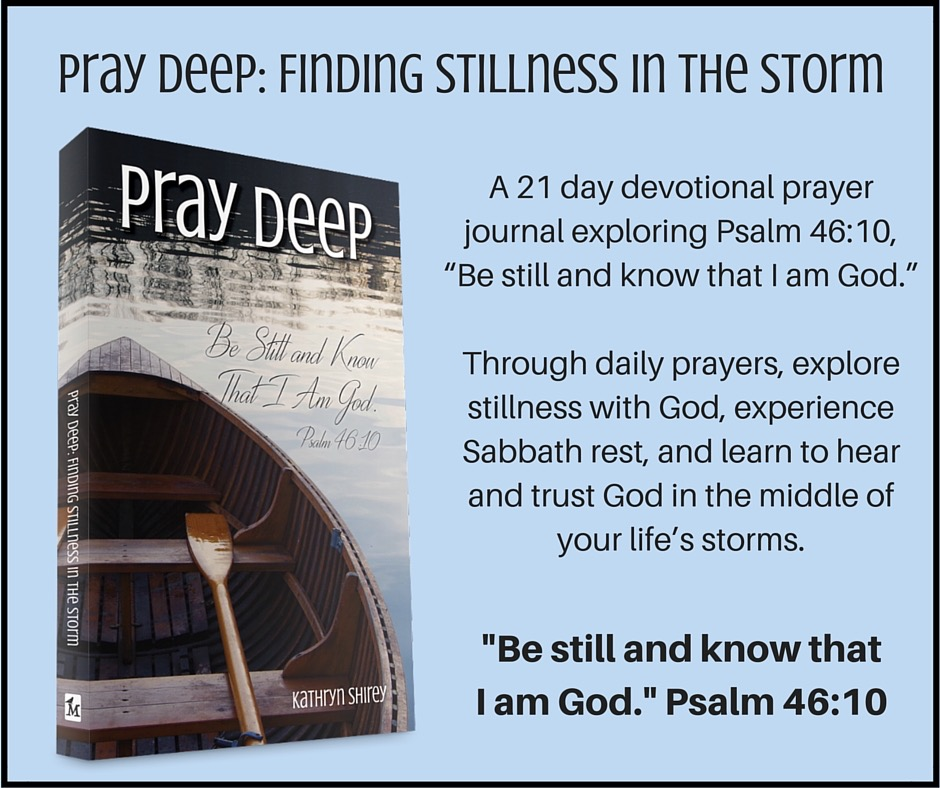 Pray Deep: Finding Stillness in the Storm
Pray Deep
Be Still and Know
That I Am God.
Psalm 46:10
Kathryn Shirey
Pray Deep: Finding Stillness in the Storm
M
A 21 day devotional prayer
journal exploring Psalm 46:10,
“Be still and know that I am God.”
Through daily prayers, explore
stillness with God, experience
Sabbath rest, and learn to hear
and trust God in the middle of
your life’s storms.
"Be still and know that
I am God." Psalm 46:10